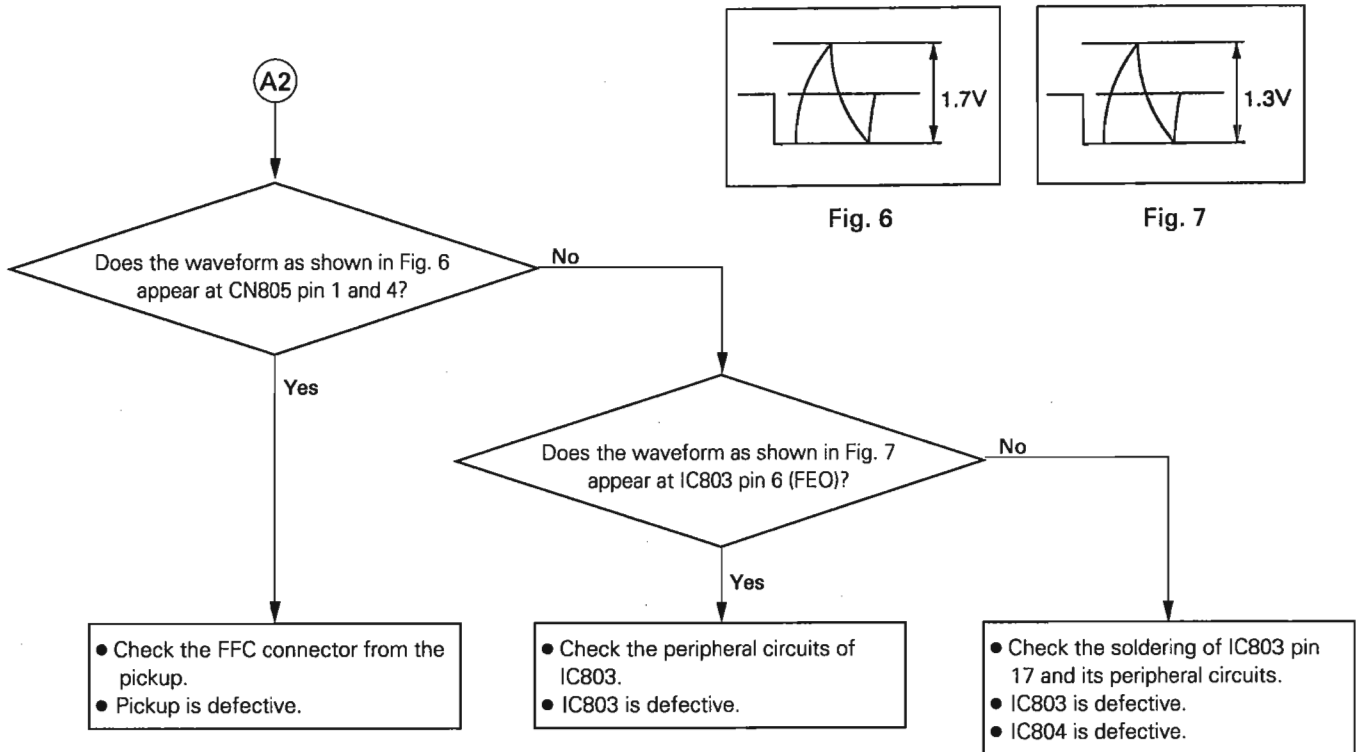 A2
1.7V
Fig. 6
1.3V
Fig. 7
Does the waveform as shown in Fig. 6
appear at CN805 pin 1 and 4?
No
Yes
Does the waveform as shown in Fig. 7
appear at IC803 pin 6 (FEO)?
No
Yes
● Check the FFC connector from the
pickup.
● Pickup is defective.
● Check the peripheral circuits of
IC803.
● IC803 is defective.
● Check the soldering of IC803 pin
17 and its peripheral circuits.
● IC803 is defective.
● IC804 is defective.